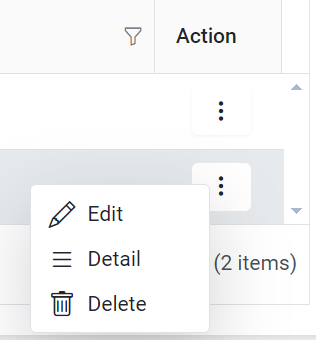 Action
Edit
Detail
(2 items)
Delete